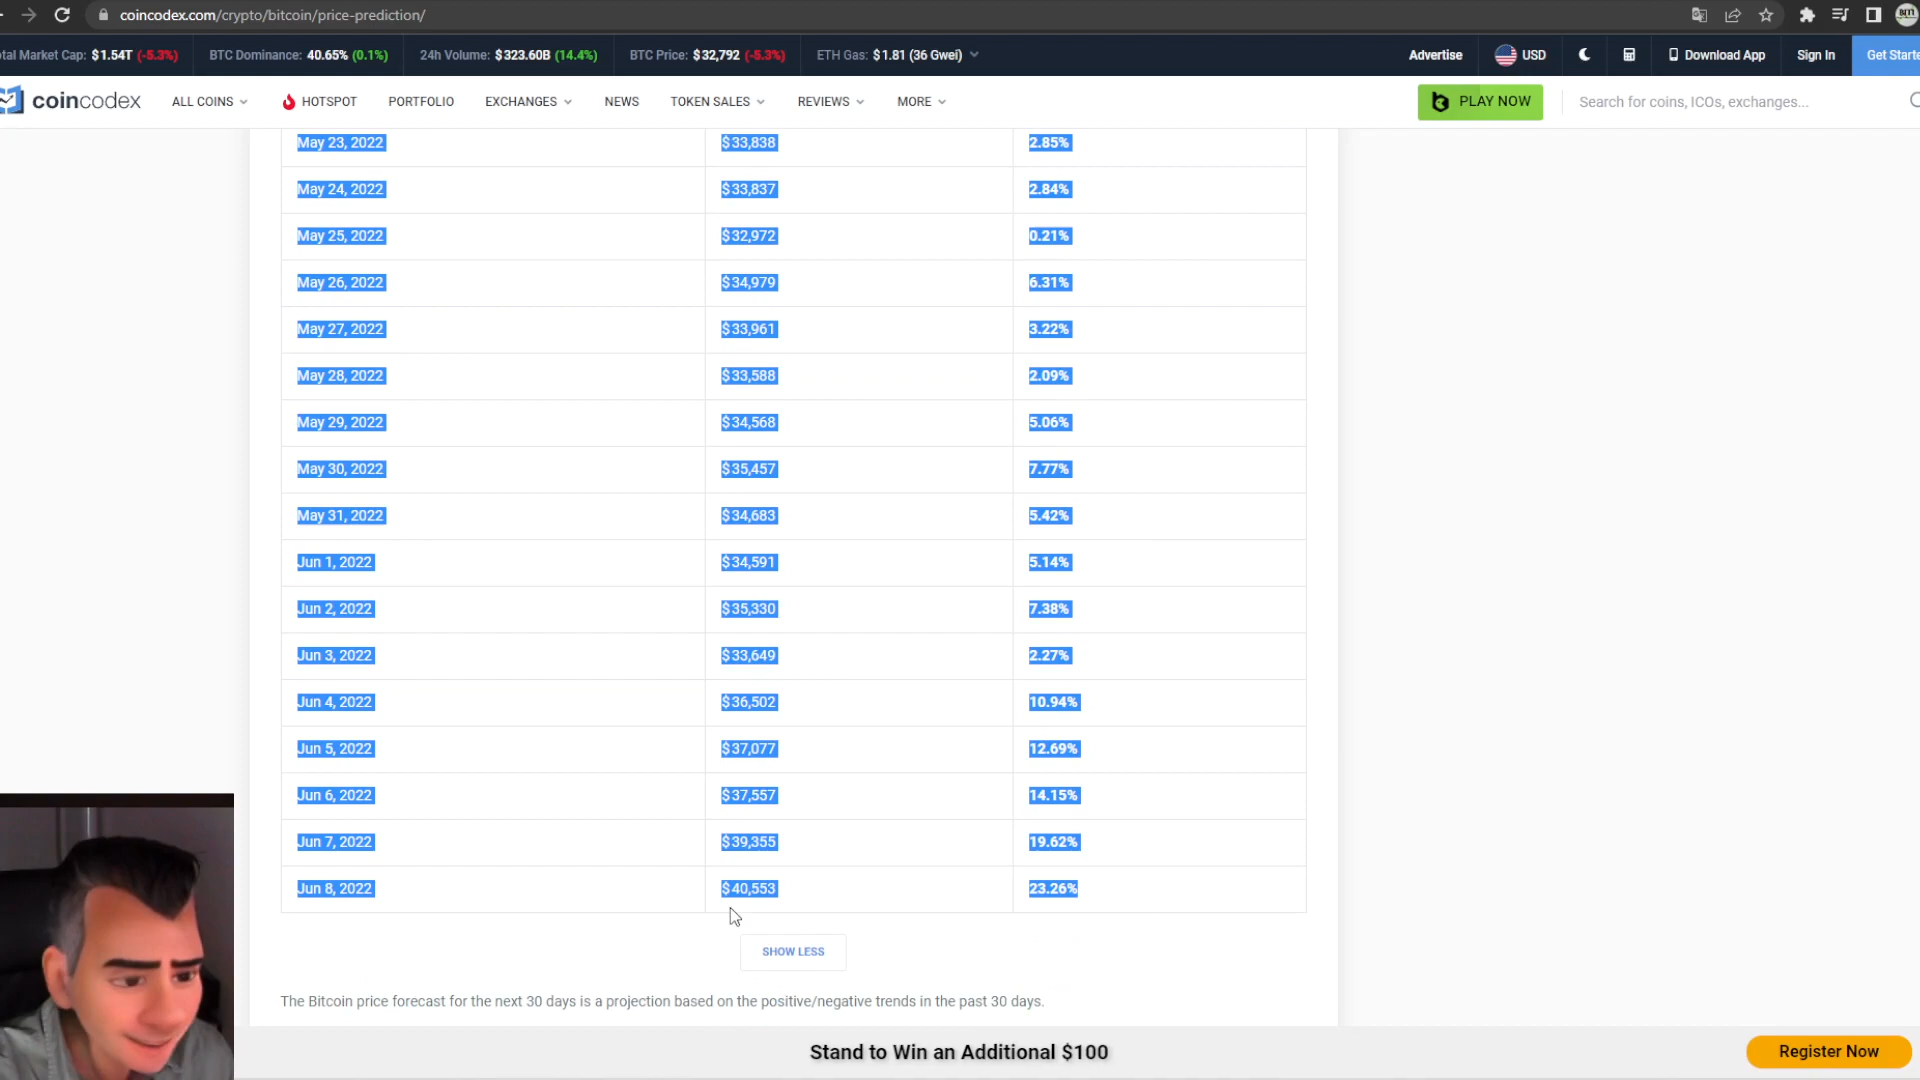 coincodex.com/crypto/bitcoin/price-prediction/
tal Market Cap: $1.54T (-5.3%) BTC Dominance: 40.65% (0.1%) 24h Volume: $323.60B (14.4%) BTC Price: $32,792 (-5.3%) ETH Gas: $1.81 (36 Gwei) Advertise USD Download App Sign In Get Starte
coincodex ALL COINS HOTSPOT PORTFOLIO EXCHANGES NEWS TOKEN SALES REVIEWS MORE PLAY NOW Search for coins, ICOs, exchanges...
May 23, 2022 $33,838 2.85%
May 24, 2022 $33,837 2.84%
May 25, 2022 $32,972 0.21%
May 26, 2022 $34,979 6.31%
May 27, 2022 $33,961 3.22%
May 28, 2022 $33,588 2.09%
May 29, 2022 $34,568 5.06%
May 30, 2022 $35,457 7.77%
May 31, 2022 $34,683 5.42%
Jun 1, 2022 $34,591 5.14%
Jun 2, 2022 $35,330 7.38%
Jun 3, 2022 $33,649 2.27%
Jun 4, 2022 $36,502 10.94%
Jun 5, 2022 $37,077 12.69%
Jun 6, 2022 $37,557 14.15%
Jun 7, 2022 $39,355 19.62%
Jun 8, 2022 $40,553 23.26%
SHOW LESS
The Bitcoin price forecast for the next 30 days is a projection based on the positive/negative trends in the past 30 days.
Stand to Win an Additional $100
Register Now